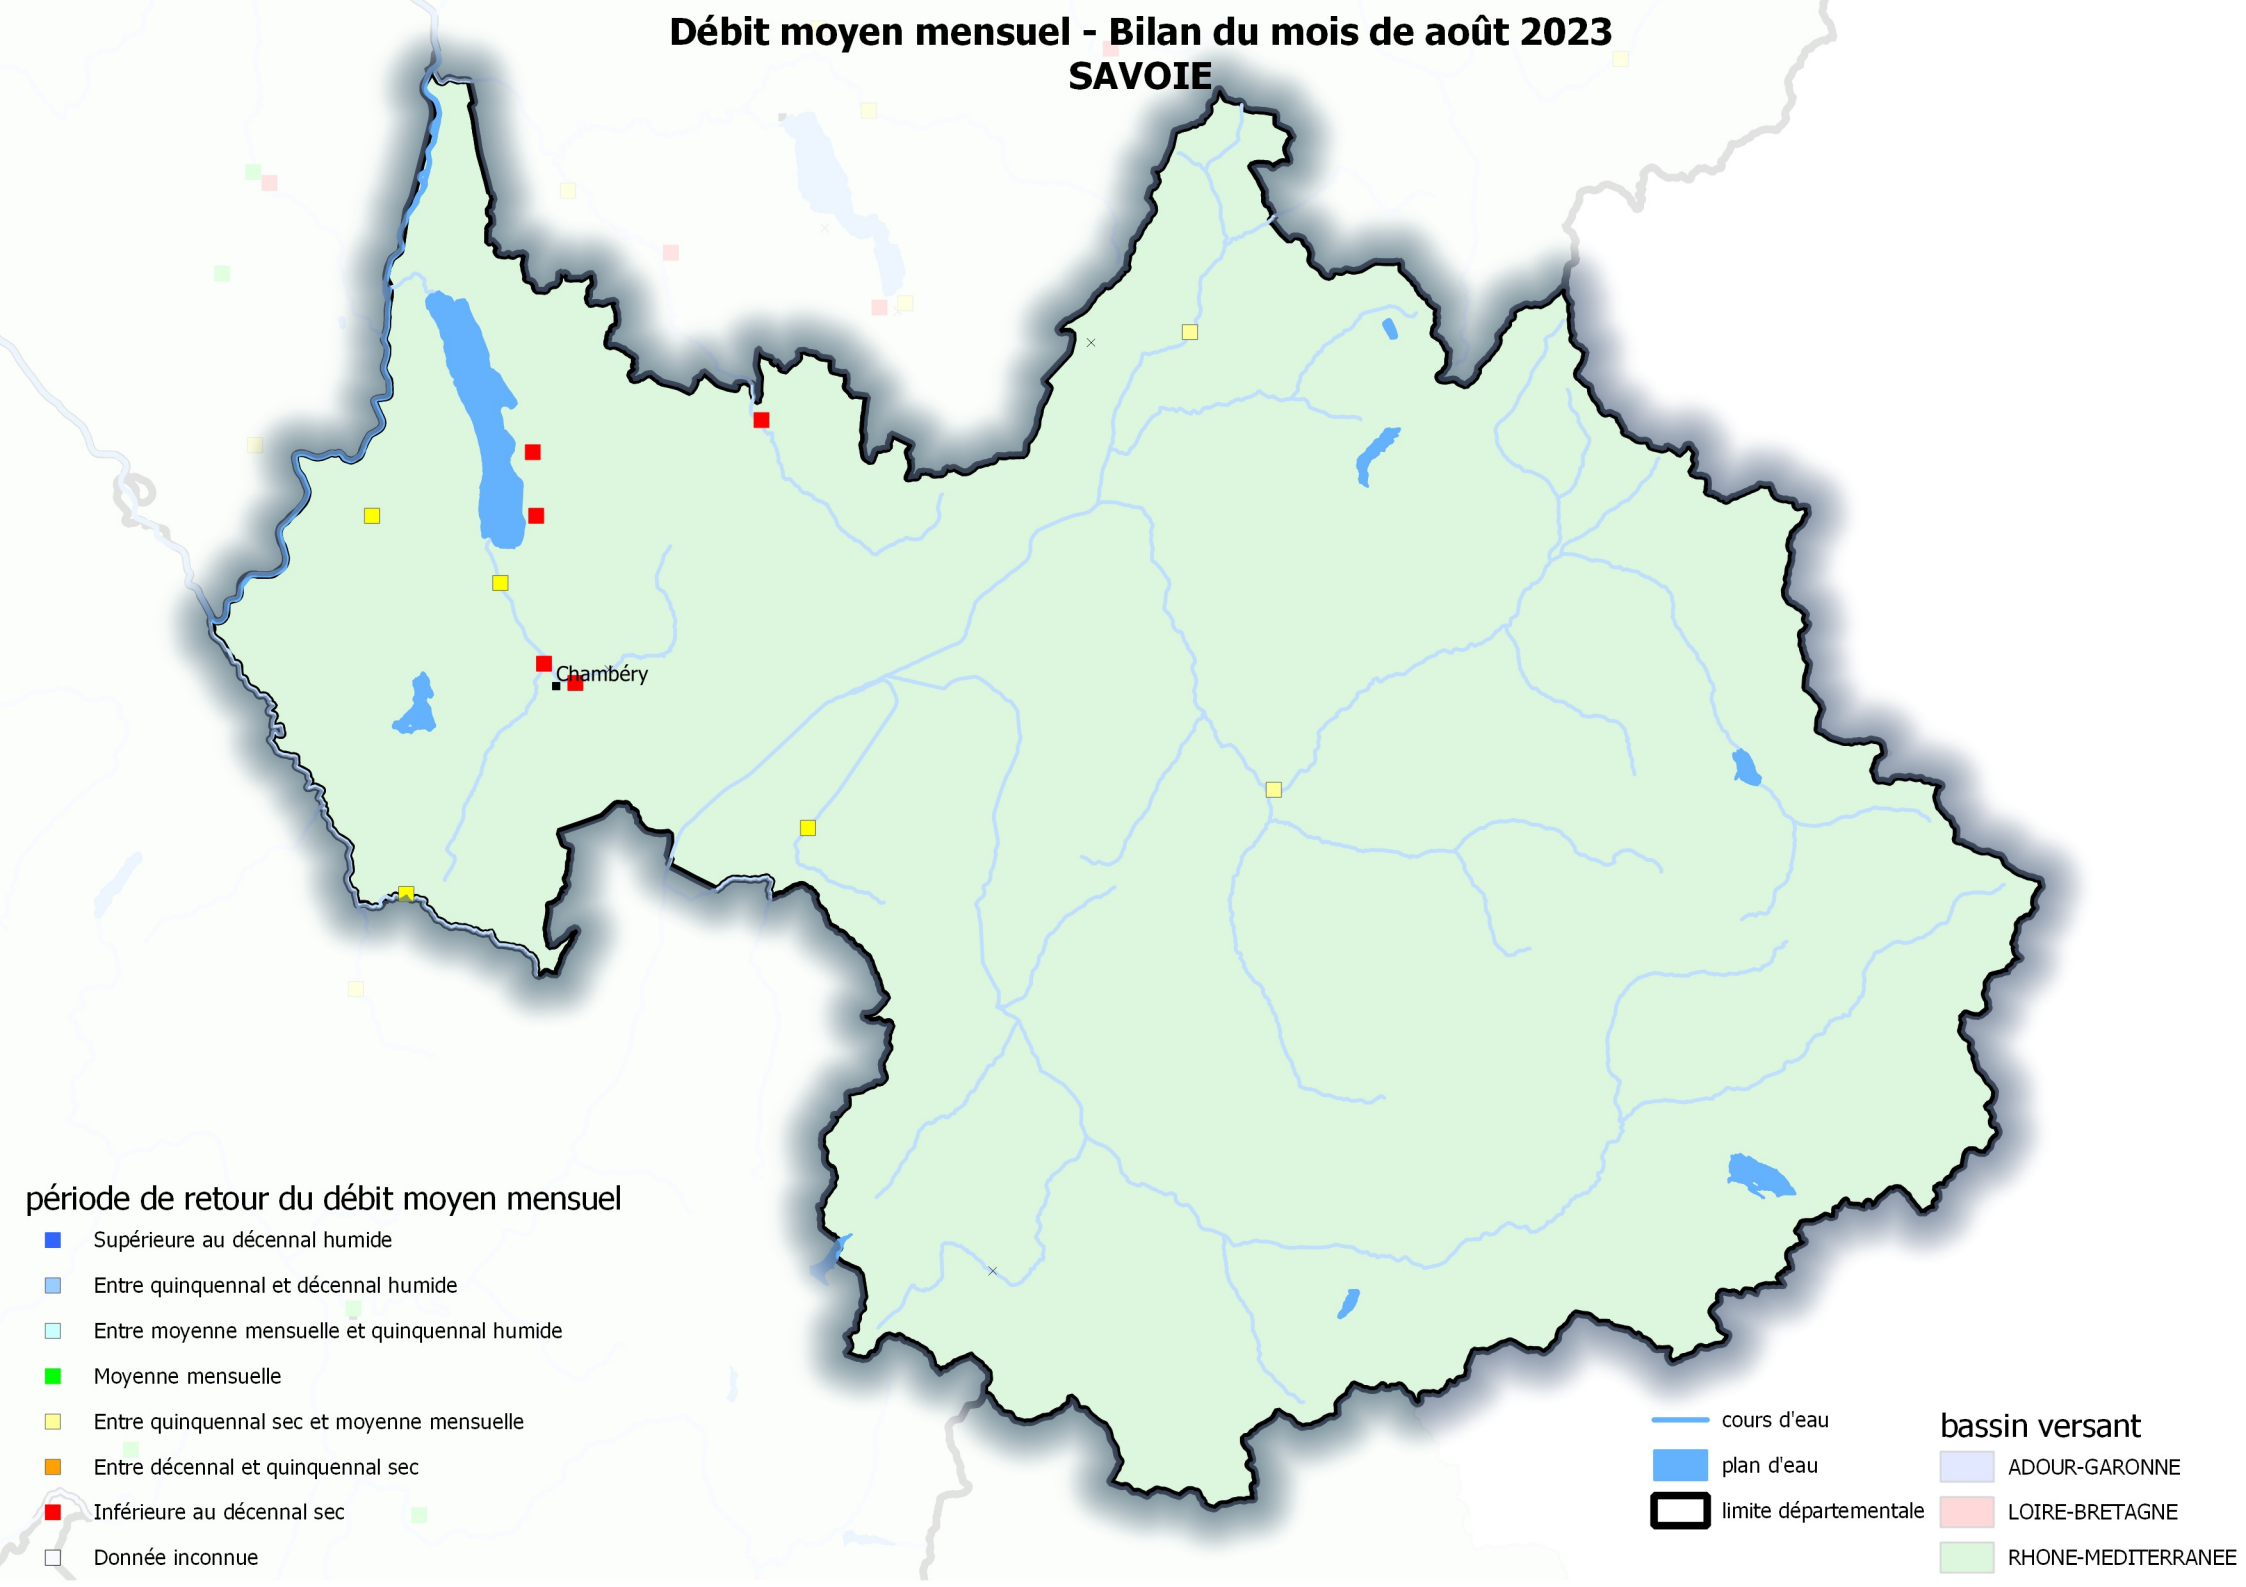 Débit moyen mensuel - Bilan du mois de août 2023
SAVOIE
Chambéry
période de retour du débit moyen mensuel
Supérieure au décennal humide
Entre quinquennal et décennal humide
Entre moyenne mensuelle et quinquennal humide
Moyenne mensuelle
Entre quinquennal sec et moyenne mensuelle
Entre décennal et quinquennal sec
Inférieure au décennal sec
Donnée inconnue
cours d'eau
plan d'eau
limite départementale
bassin versant
ADOUR-GARONNE
LOIRE-BRETAGNE
RHONE-MEDITERRANEE